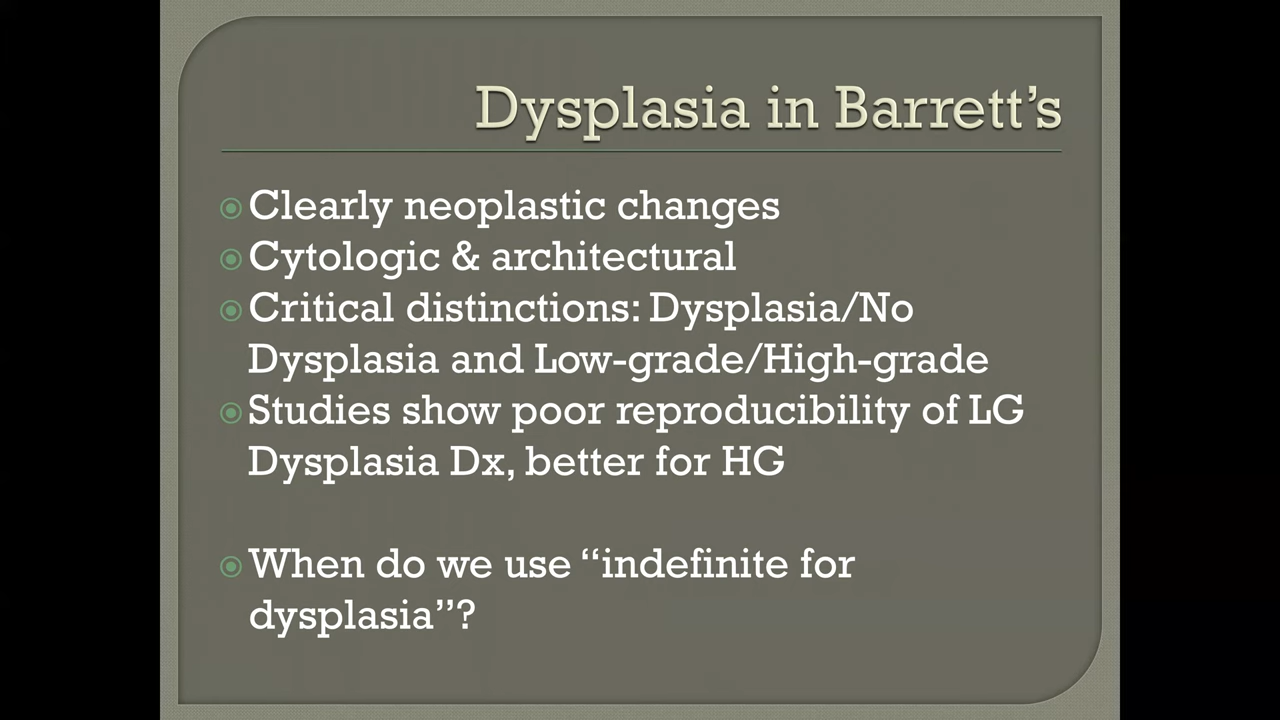 Dysplasia in Barrett’s
Clearly neoplastic changes
Cytologic & architectural
Critical distinctions: Dysplasia/No
Dysplasia and Low-grade/High-grade
Studies show poor reproducibility of LG
Dysplasia Dx, better for HG
When do we use “indefinite for
dysplasia”?